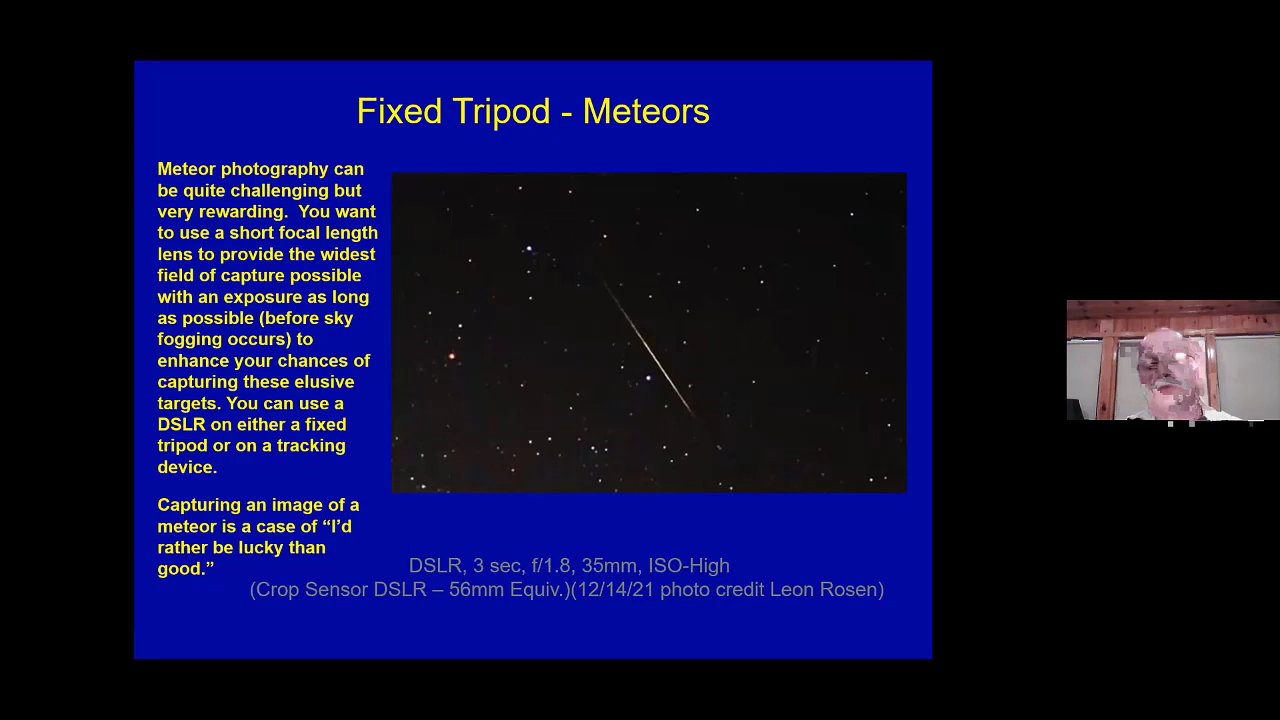 Fixed Tripod - Meteors
Meteor photography can
be quite challenging but
very rewarding.  You want
to use a short focal length
lens to provide the widest
field of capture possible
with an exposure as long
as possible (before sky
fogging occurs) to
enhance your chances of
capturing these elusive
targets. You can use a
DSLR on either a fixed
tripod or on a tracking
device.
Capturing an image of a
meteor is a case of “I’d
rather be lucky than
good.”
DSLR, 3 sec, f/1.8, 35mm, ISO-High
(Crop Sensor DSLR – 56mm Equiv.)(12/14/21 photo credit Leon Rosen)